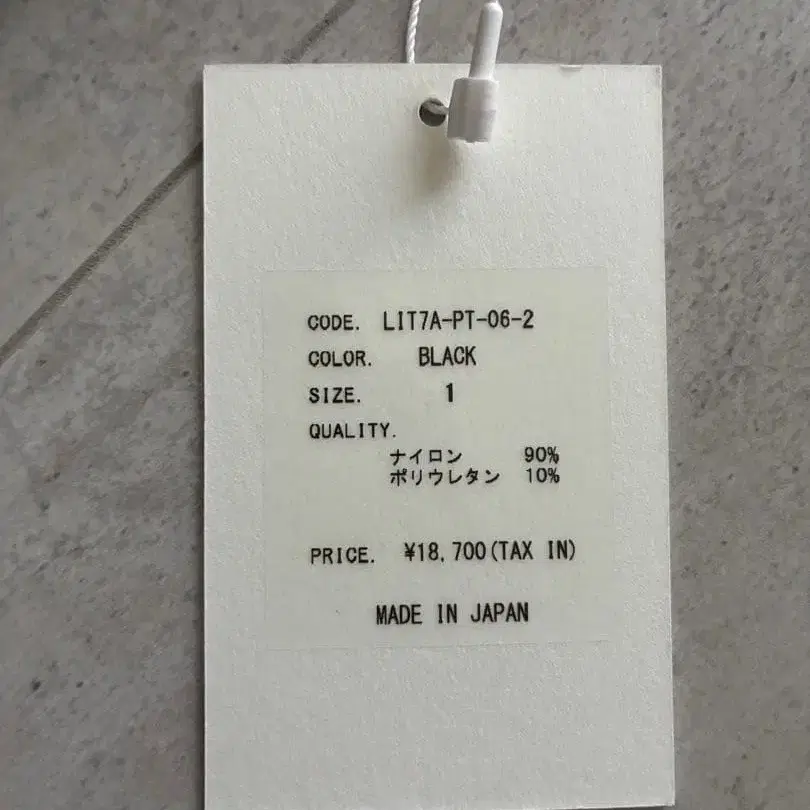 CODE. LIT7A-PT-06-2
COLOR. BLACK
SIZE. 1
QUALITY.
ナイロン 90%
ポリウレタン 10%
PRICE. ¥18,700(TAX IN)
MADE IN JAPAN